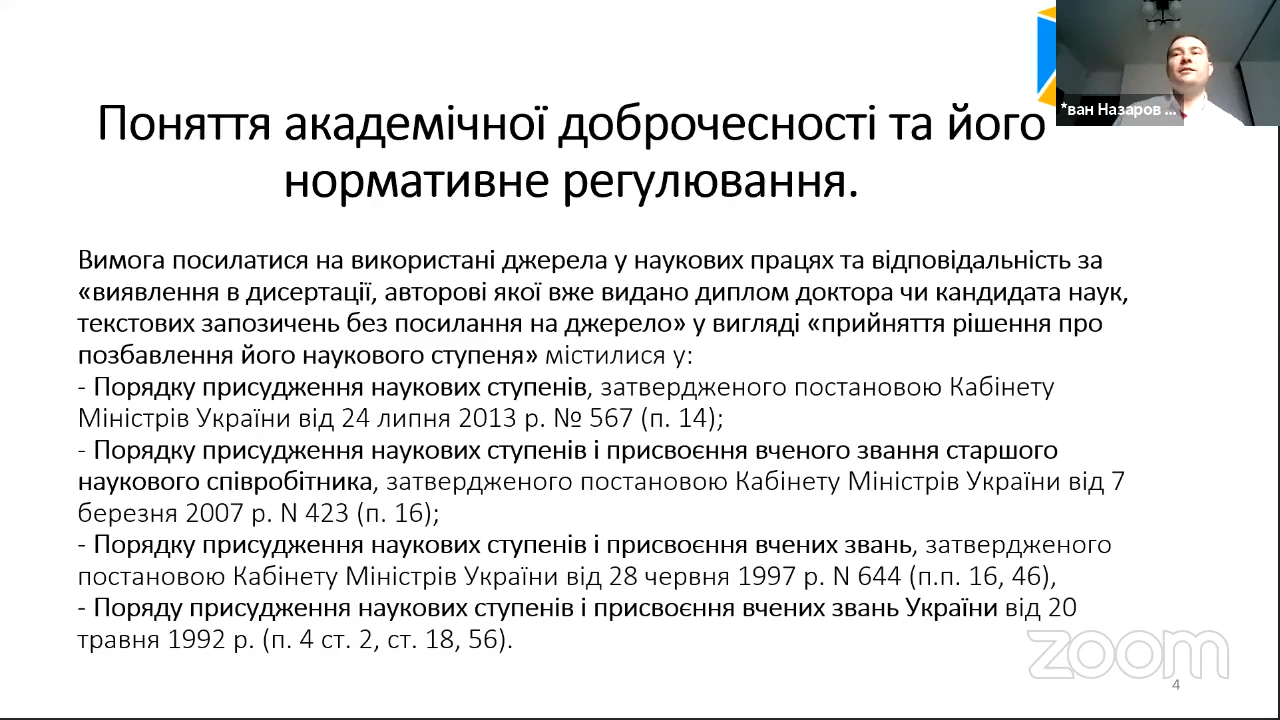 Поняття академічної доброчесності та його
нормативне регулювання.
*ван Назаров ...
Вимога посилатися на використані джерела у наукових працях та відповідальність за
«виявлення в дисертації, авторові якої вже видано диплом доктора чи кандидата наук,
текстових запозичень без посилання на джерело» у вигляді «прийняття рішення про
позбавлення його наукового ступеня» містилися у:
- Порядку присудження наукових ступенів, затвердженого постановою Кабінету
Міністрів України від 24 липня 2013 р. № 567 (п. 14);
- Порядку присудження наукових ступенів і присвоєння вченого звання старшого
наукового співробітника, затвердженого постановою Кабінету Міністрів України від 7
березня 2007 р. N 423 (п. 16);
- Порядку присудження наукових ступенів і присвоєння вчених звань, затвердженого
постановою Кабінету Міністрів України від 28 червня 1997 р. N 644 (п.п. 16, 46),
- Поряду присудження наукових ступенів і присвоєння вчених звань України від 20
травня 1992 р. (п. 4 ст. 2, ст. 18, 56).
zoom
4